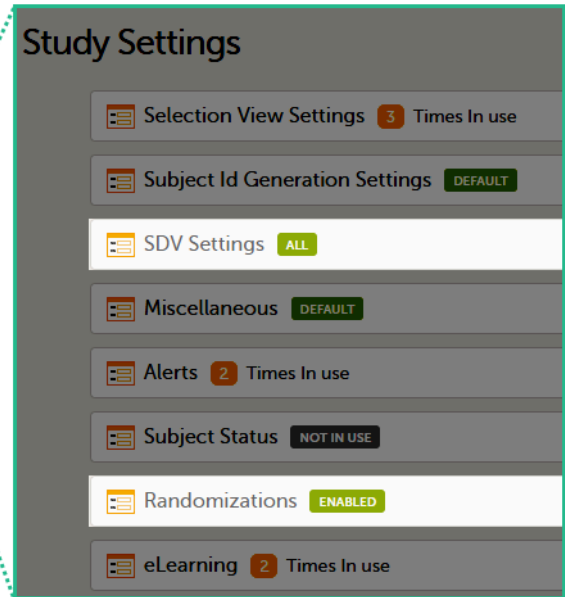 Study Settings
Selection View Settings 3 Times In use
Subject Id Generation Settings DEFAULT
SDV Settings ALL
Miscellaneous DEFAULT
Alerts 2 Times In use
Subject Status NOT IN USE
Randomizations ENABLED
eLearning 2 Times In use